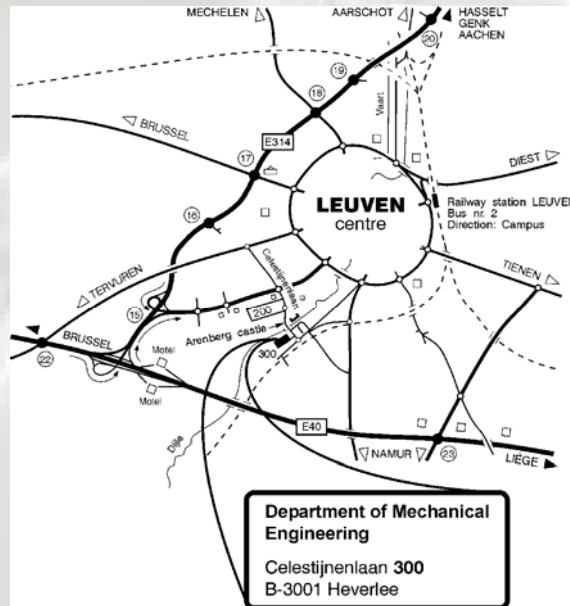 MECHELEN
AARSCHOT
HASSELT
GENK
AACHEN
20
19
18
Vaart
BRUSSEL
E314
17
DIEST
LEUVEN
centre
Railway station LEUVEN
Bus nr. 2
Direction: Campus
16
Celestijnenlaan
TIENEN
TERVUREN
15
200
Arenberg castle
BRUSSEL
22
Motel
300
Motel
E40
Dijle
23
NAMUR
LIÈGE
Department of Mechanical
Engineering
Celestijnenlaan 300
B-3001 Heverlee